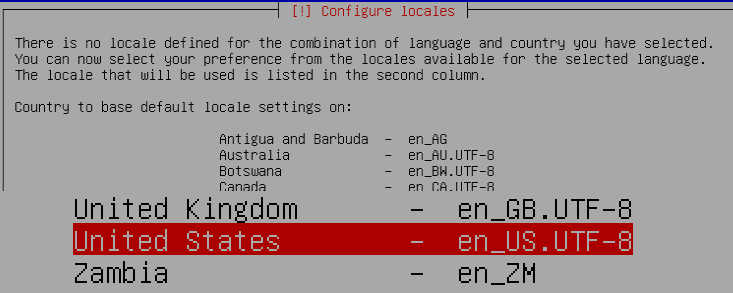 [!] Configure locales
There is no locale defined for the combination of language and country you have selected.
You can now select your preference from the locales available for the selected language.
The locale that will be used is listed in the second column.
Country to base default locale settings on:
Antigua and Barbuda - en_AG
Australia - en_AU.UTF-8
Botswana - en_BW.UTF-8
Canada - en_CA.UTF-8
United Kingdom - en_GB.UTF-8
United States - en_US.UTF-8
Zambia - en_ZM